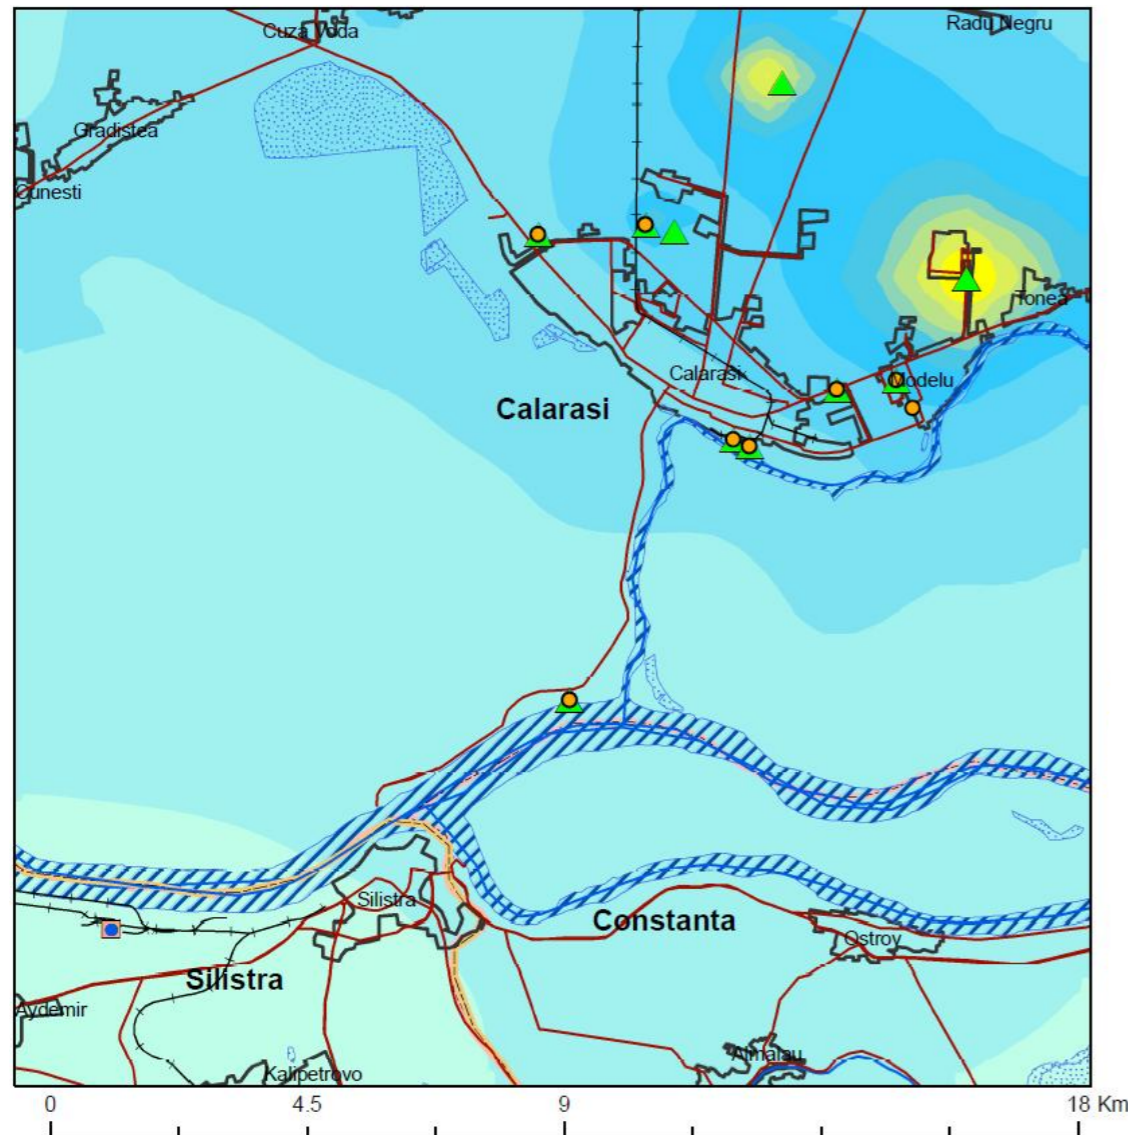 Cuza Voda
Radu Negru
Gradistea
Cunesti
Tonea
Calarasi
Modelu
Calarasi
Silistra
Constanta
Ostrov
Silistra
Aydemir
Almalau
Kalipetrovo
0 4.5 9 18 Km